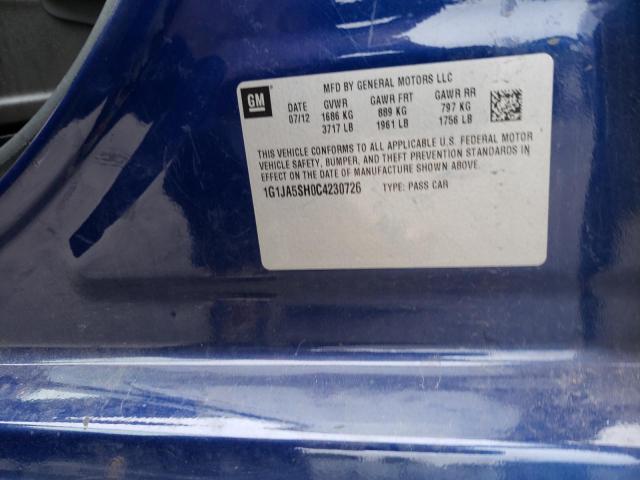 MFD BY GENERAL MOTORS LLC
GM
DATE GVWR GAWR FRT GAWR RR
07/12 1686 KG 889 KG 797 KG
3717 LB 1961 LB 1756 LB
THIS VEHICLE CONFORMS TO ALL APPLICABLE U.S. FEDERAL MOTOR
VEHICLE SAFETY, BUMPER, AND THEFT PREVENTION STANDARDS IN
EFFECT ON THE DATE OF MANUFACTURE SHOWN ABOVE.
1G1JA5SH0C4230726 TYPE: PASS CAR